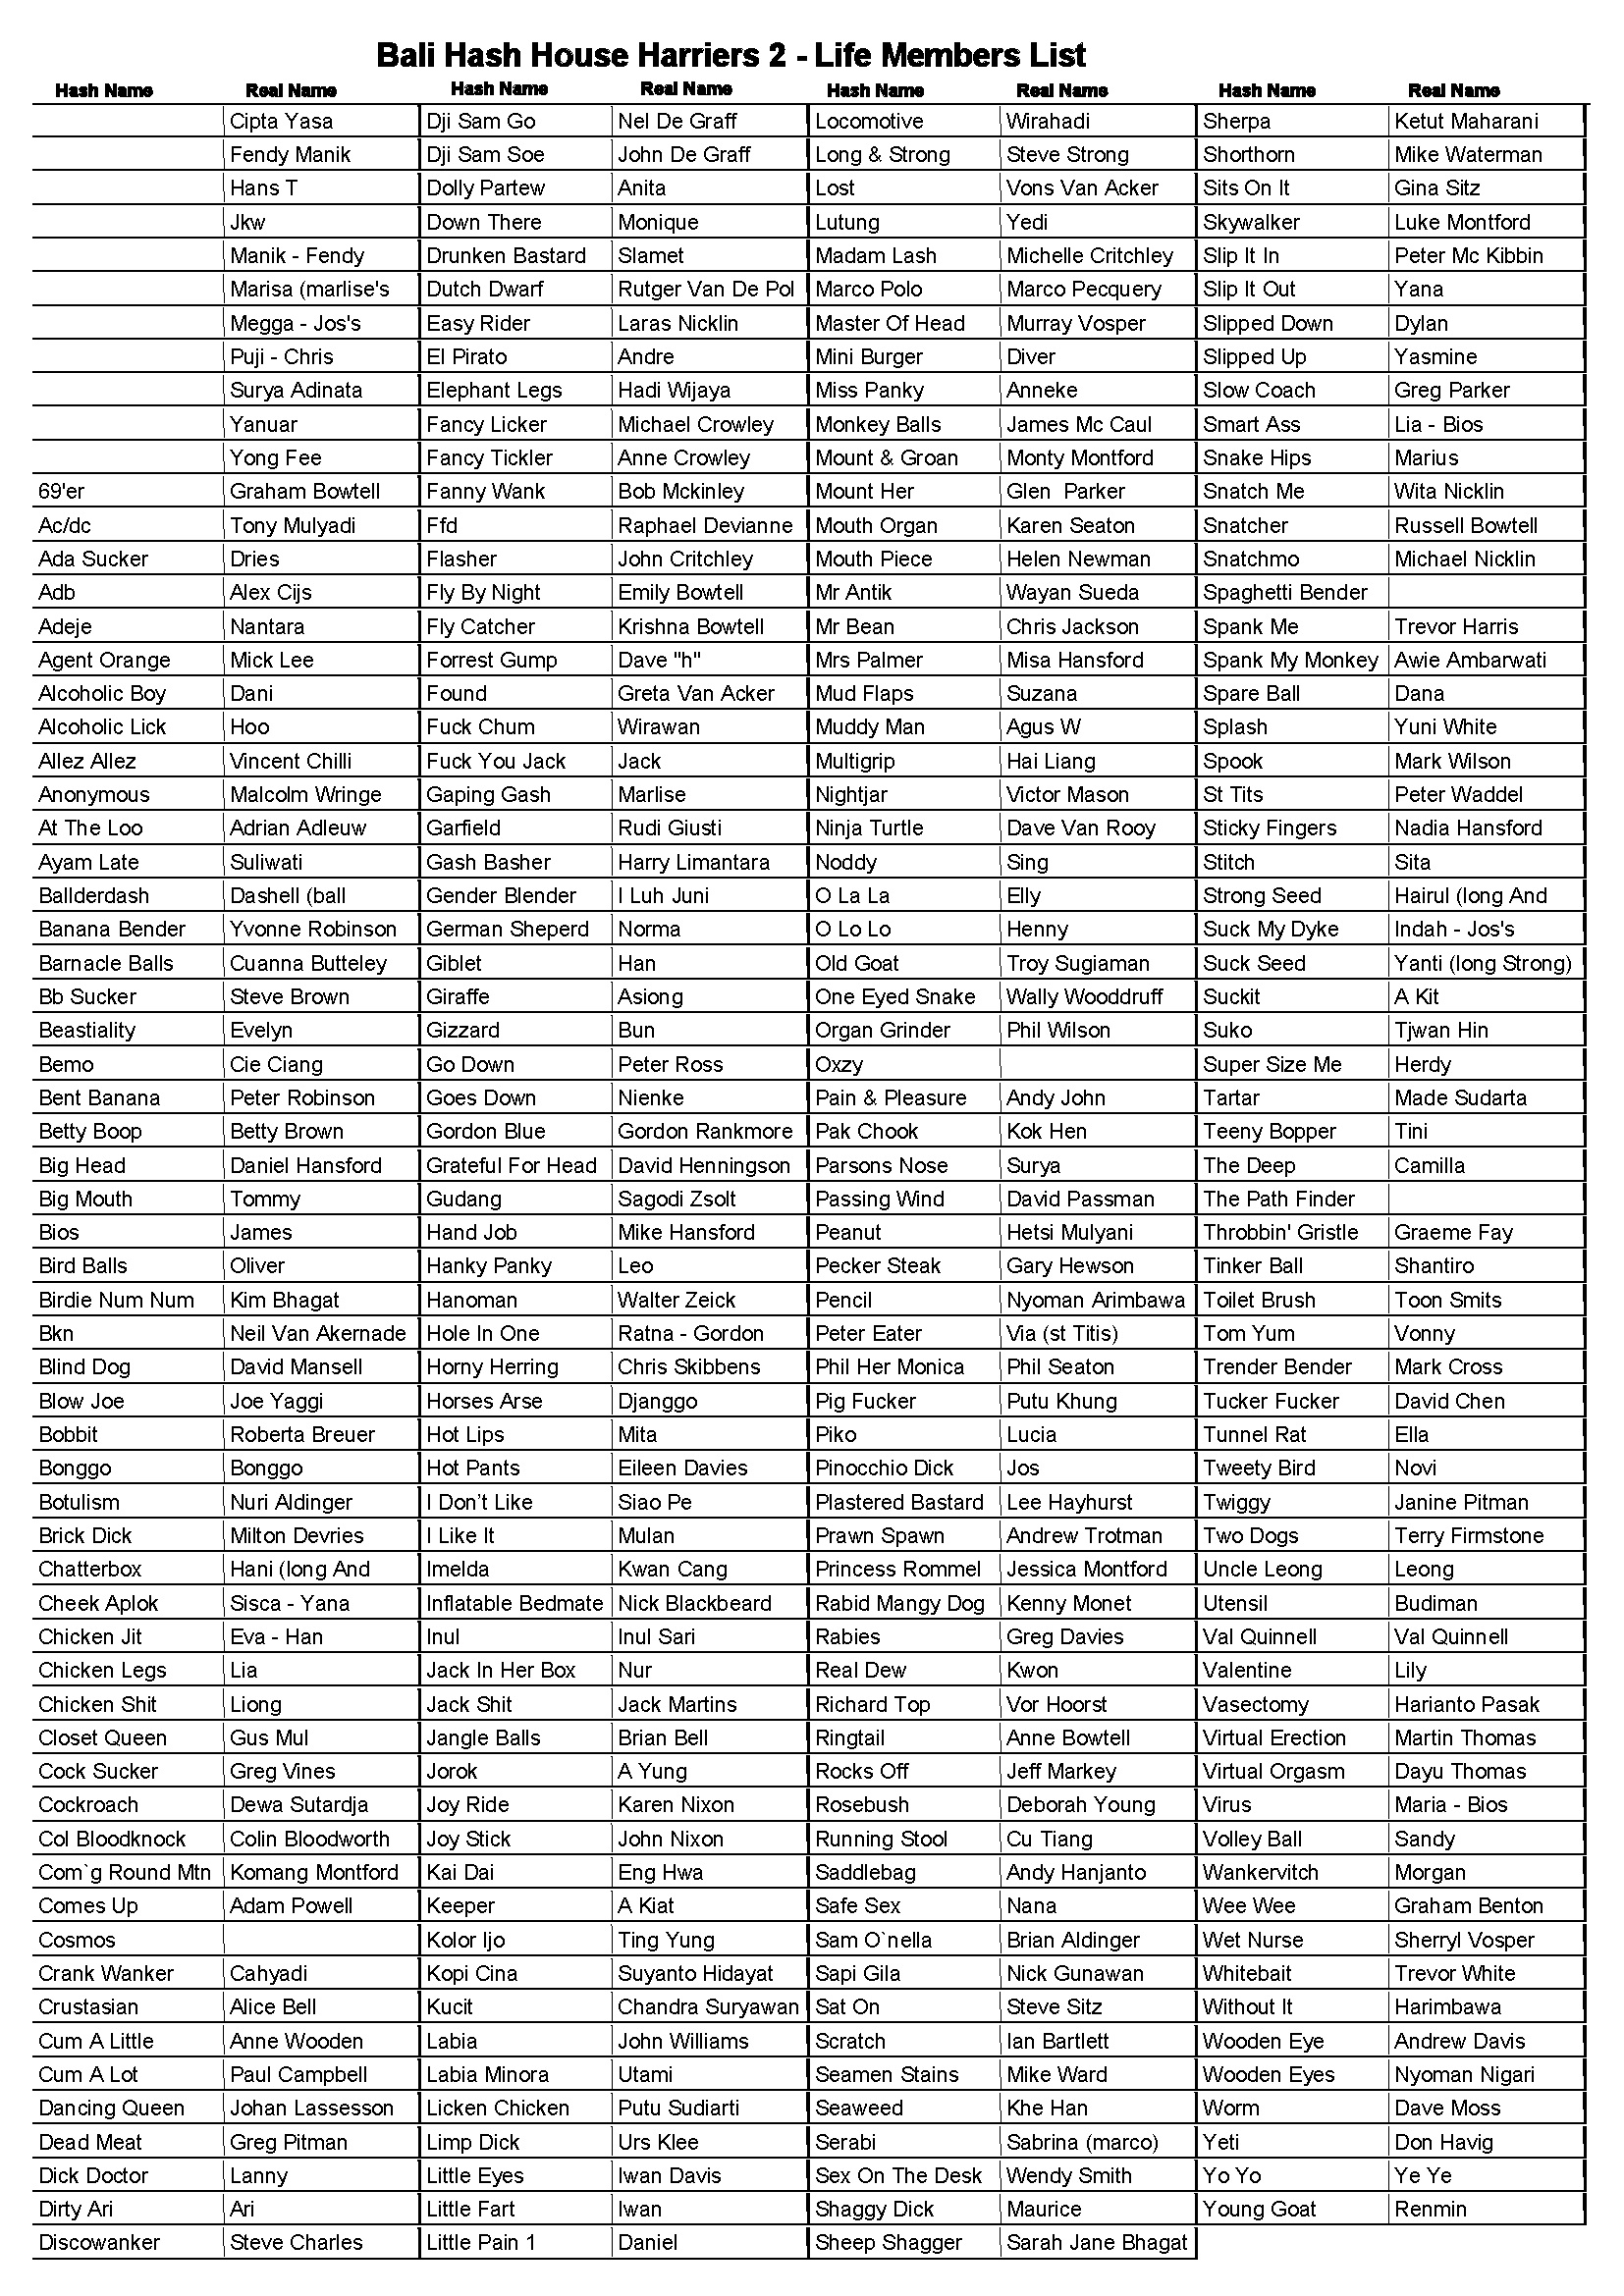 Bali Hash House Harriers 2 - Life Members List
Hash Name Real Name Hash Name Real Name Hash Name Real Name Hash Name Real Name
Cipta Yasa Dji Sam Go Nel De Graff Locomotive Wirahadi Sherpa Ketut Maharani
Fendy Manik Dji Sam Soe John De Graff Long & Strong Steve Strong Shorthorn Mike Waterman
Hans T Dolly Partew Anita Lost Vons Van Acker Sits On It Gina Sitz
Jkw Down There Monique Lutung Yedi Skywalker Luke Montford
Manik - Fendy Drunken Bastard Slamet Madam Lash Michelle Critchley Slip It In Peter Mc Kibbin
Marisa (marlise's Dutch Dwarf Rutger Van De Pol Marco Polo Marco Pecquery Slip It Out Yana
Megga - Jos's Easy Rider Laras Nicklin Master Of Head Murray Vosper Slipped Down Dylan
Puji - Chris El Pirato Andre Mini Burger Diver Slipped Up Yasmine
Surya Adinata Elephant Legs Hadi Wijaya Miss Panky Anneke Slow Coach Greg Parker
Yanuar Fancy Licker Michael Crowley Monkey Balls James Mc Caul Smart Ass Lia - Bios
Yong Fee Fancy Tickler Anne Crowley Mount & Groan Monty Montford Snake Hips Marius
69'er Graham Bowtell Fanny Wank Bob Mckinley Mount Her Glen Parker Snatch Me Wita Nicklin
Ac/dc Tony Mulyadi Ffd Raphael Devianne Mouth Organ Karen Seaton Snatcher Russell Bowtell
Ada Sucker Dries Flasher John Critchley Mouth Piece Helen Newman Snatchmo Michael Nicklin
Adb Alex Cijs Fly By Night Emily Bowtell Mr Antik Wayan Sueda Spaghetti Bender
Adeje Nantara Fly Catcher Krishna Bowtell Mr Bean Chris Jackson Spank Me Trevor Harris
Agent Orange Mick Lee Forrest Gump Dave "h" Mrs Palmer Misa Hansford Spank My Monkey Awie Ambarwati
Alcoholic Boy Dani Found Greta Van Acker Mud Flaps Suzana Spare Ball Dana
Alcoholic Lick Hoo Fuck Chum Wirawan Muddy Man Agus W Splash Yuni White
Allez Allez Vincent Chilli Fuck You Jack Jack Multigrip Hai Liang Spook Mark Wilson
Anonymous Malcolm Wringe Gaping Gash Marlise Nightjar Victor Mason St Tits Peter Waddel
At The Loo Adrian Adleuw Garfield Rudi Giusti Ninja Turtle Dave Van Rooy Sticky Fingers Nadia Hansford
Ayam Late Suliwati Gash Basher Harry Limantara Noddy Sing Stitch Sita
Ballderdash Dashell (ball Gender Blender I Luh Juni O La La Elly Strong Seed Hairul (long And
Banana Bender Yvonne Robinson German Sheperd Norma O Lo Lo Henny Suck My Dyke Indah - Jos's
Barnacle Balls Cuanna Butteley Giblet Han Old Goat Troy Sugiaman Suck Seed Yanti (long Strong)
Bb Sucker Steve Brown Giraffe Asiong One Eyed Snake Wally Wooddruff Suckit A Kit
Beastiality Evelyn Gizzard Bun Organ Grinder Phil Wilson Suko Tjwan Hin
Bemo Cie Ciang Go Down Peter Ross Oxzy Super Size Me Herdy
Bent Banana Peter Robinson Goes Down Nienke Pain & Pleasure Andy John Tartar Made Sudarta
Betty Boop Betty Brown Gordon Blue Gordon Rankmore Pak Chook Kok Hen Teeny Bopper Tini
Big Head Daniel Hansford Grateful For Head David Henningson Parsons Nose Surya The Deep Camilla
Big Mouth Tommy Gudang Sagodi Zsolt Passing Wind David Passman The Path Finder
Bios James Hand Job Mike Hansford Peanut Hetsi Mulyani Throbbin' Gristle Graeme Fay
Bird Balls Oliver Hanky Panky Leo Pecker Steak Gary Hewson Tinker Ball Shantiro
Birdie Num Num Kim Bhagat Hanoman Walter Zeick Pencil Nyoman Arimbawa Toilet Brush Toon Smits
Bkn Neil Van Akernade Hole In One Ratna - Gordon Peter Eater Via (st Titis) Tom Yum Vonny
Blind Dog David Mansell Horny Herring Chris Skibbens Phil Her Monica Phil Seaton Trender Bender Mark Cross
Blow Joe Joe Yaggi Horses Arse Djanggo Pig Fucker Putu Khung Tucker Fucker David Chen
Bobbit Roberta Breuer Hot Lips Mita Piko Lucia Tunnel Rat Ella
Bonggo Bonggo Hot Pants Eileen Davies Pinocchio Dick Jos Tweety Bird Novi
Botulism Nuri Aldinger I Don't Like Siao Pe Plastered Bastard Lee Hayhurst Twiggy Janine Pitman
Brick Dick Milton Devries I Like It Mulan Prawn Spawn Andrew Trotman Two Dogs Terry Firmstone
Chatterbox Hani (long And Imelda Kwan Cang Princess Rommel Jessica Montford Uncle Leong Leong
Cheek Aplok Sisca - Yana Inflatable Bedmate Nick Blackbeard Rabid Mangy Dog Kenny Monet Utensil Budiman
Chicken Jit Eva - Han Inul Inul Sari Rabies Greg Davies Val Quinnell Val Quinnell
Chicken Legs Lia Jack In Her Box Nur Real Dew Kwon Valentine Lily
Chicken Shit Liong Jack Shit Jack Martins Richard Top Vor Hoorst Vasectomy Harianto Pasak
Closet Queen Gus Mul Jangle Balls Brian Bell Ringtail Anne Bowtell Virtual Erection Martin Thomas
Cock Sucker Greg Vines Jorok A Yung Rocks Off Jeff Markey Virtual Orgasm Dayu Thomas
Cockroach Dewa Sutardja Joy Ride Karen Nixon Rosebush Deborah Young Virus Maria - Bios
Col Bloodknock Colin Bloodworth Joy Stick John Nixon Running Stool Cu Tiang Volley Ball Sandy
Com`g Round Mtn Komang Montford Kai Dai Eng Hwa Saddlebag Andy Hanjanto Wankervitch Morgan
Comes Up Adam Powell Keeper A Kiat Safe Sex Nana Wee Wee Graham Benton
Cosmos Kolor Ijo Ting Yung Sam O`nella Brian Aldinger Wet Nurse Sherryl Vosper
Crank Wanker Cahyadi Kopi Cina Suyanto Hidayat Sapi Gila Nick Gunawan Whitebait Trevor White
Crustasian Alice Bell Kucit Chandra Suryawan Sat On Steve Sitz Without It Harimbawa
Cum A Little Anne Wooden Labia John Williams Scratch Ian Bartlett Wooden Eye Andrew Davis
Cum A Lot Paul Campbell Labia Minora Utami Seamen Stains Mike Ward Wooden Eyes Nyoman Nigari
Dancing Queen Johan Lassesson Licken Chicken Putu Sudiarti Seaweed Khe Han Worm Dave Moss
Dead Meat Greg Pitman Limp Dick Urs Klee Serabi Sabrina (marco) Yeti Don Havig
Dick Doctor Lanny Little Eyes Iwan Davis Sex On The Desk Wendy Smith Yo Yo Ye Ye
Dirty Ari Ari Little Fart Iwan Shaggy Dick Maurice Young Goat Renmin
Discowanker Steve Charles Little Pain 1 Daniel Sheep Shagger Sarah Jane Bhagat